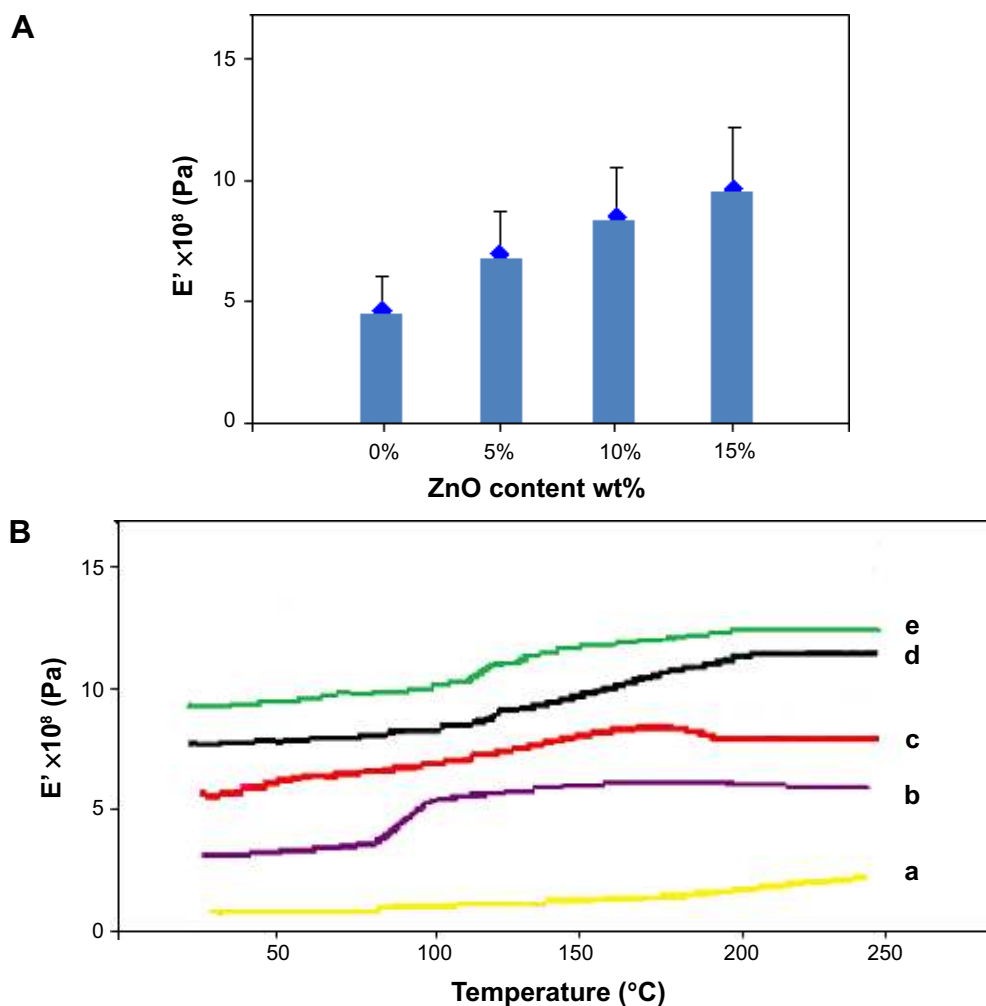 A
E’ ×10⁸ (Pa)
15
10
5
0
0% 5% 10% 15%
ZnO content wt%
B
E’ ×10⁸ (Pa)
15
10
5
0
e
d
c
b
a
50 100 150 200 250
Temperature (°C)